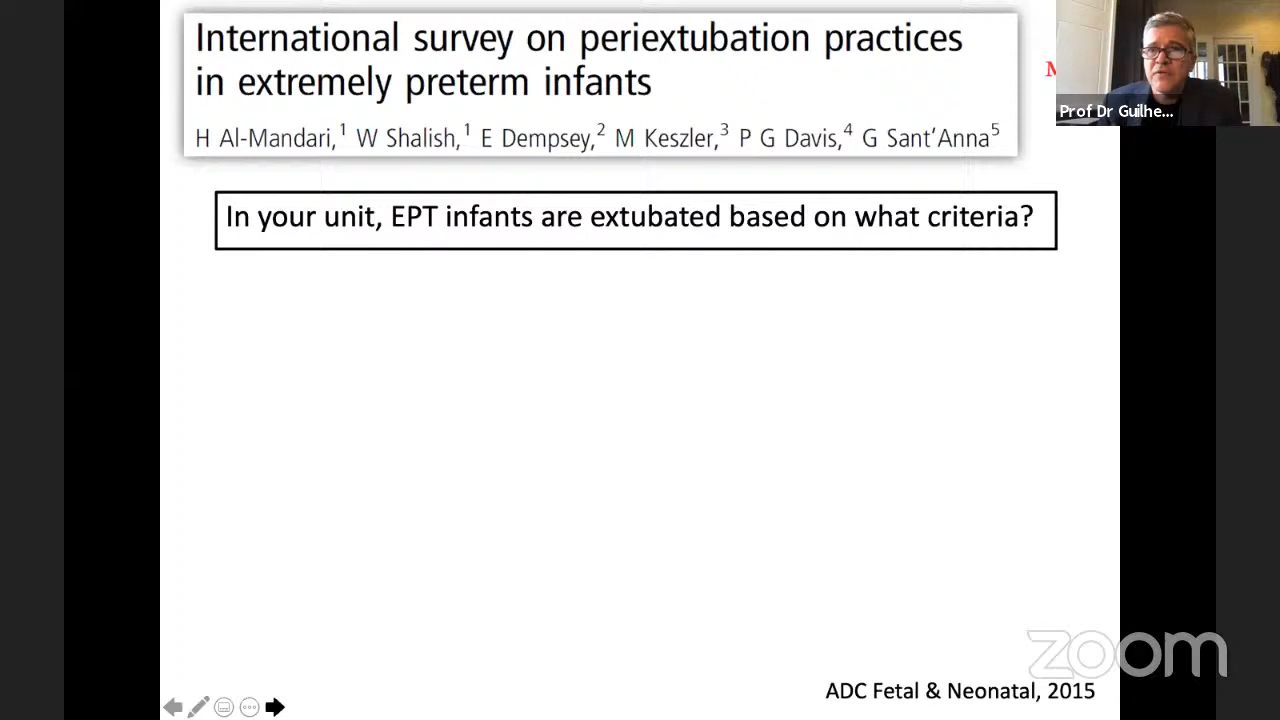 International survey on periextubation practices
in extremely preterm infants
H Al-Mandari,1 W Shalish,1 E Dempsey,2 M Keszler,3 P G Davis,4 G Sant'Anna5
M
Prof Dr Guilhe...
In your unit, EPT infants are extubated based on what criteria?
zoom
ADC Fetal & Neonatal, 2015